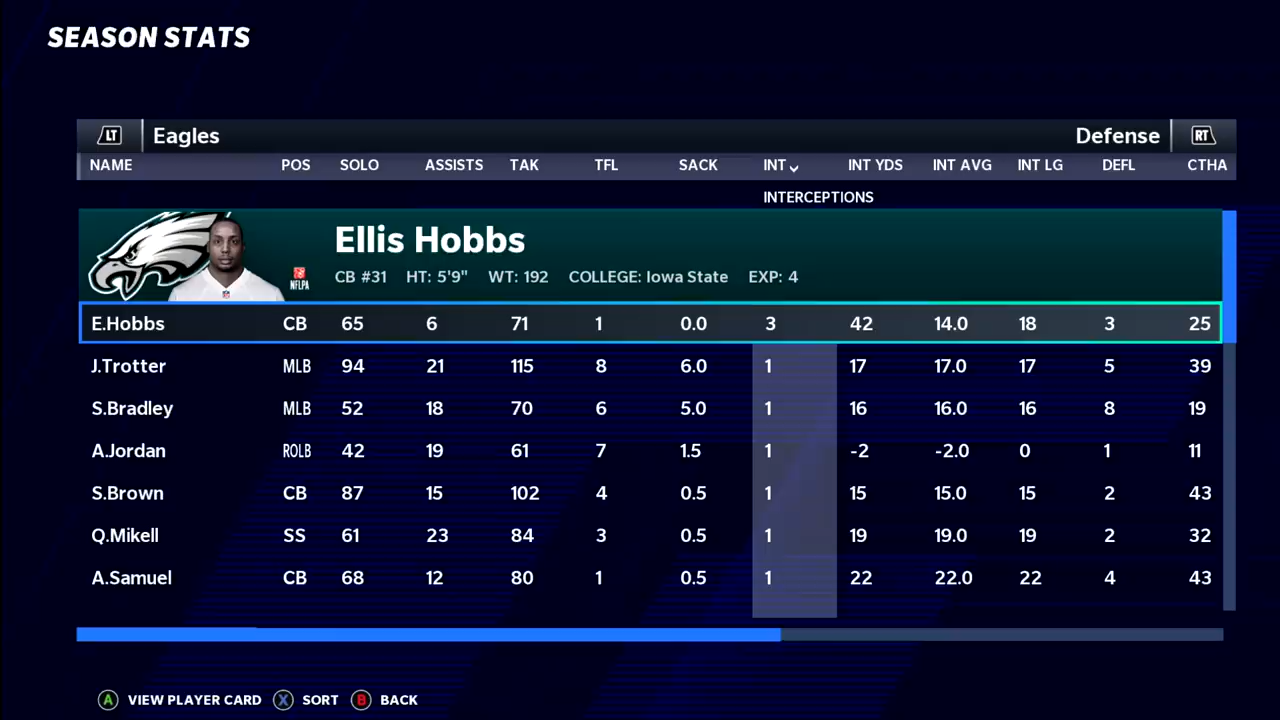 SEASON STATS
LT Eagles Defense RT
NAME POS SOLO ASSISTS TAK TFL SACK INT INT YDS INT AVG INT LG DEFL CTHA
INTERCEPTIONS
Ellis Hobbs
NFLPA CB #31 HT: 5'9" WT: 192 COLLEGE: Iowa State EXP: 4
E.Hobbs CB 65 6 71 1 0.0 3 42 14.0 18 3 25
J.Trotter MLB 94 21 115 8 6.0 1 17 17.0 17 5 39
S.Bradley MLB 52 18 70 6 5.0 1 16 16.0 16 8 19
A.Jordan ROLB 42 19 61 7 1.5 1 -2 -2.0 0 1 11
S.Brown CB 87 15 102 4 0.5 1 15 15.0 15 2 43
Q.Mikell SS 61 23 84 3 0.5 1 19 19.0 19 2 32
A.Samuel CB 68 12 80 1 0.5 1 22 22.0 22 4 43
A VIEW PLAYER CARD X SORT B BACK